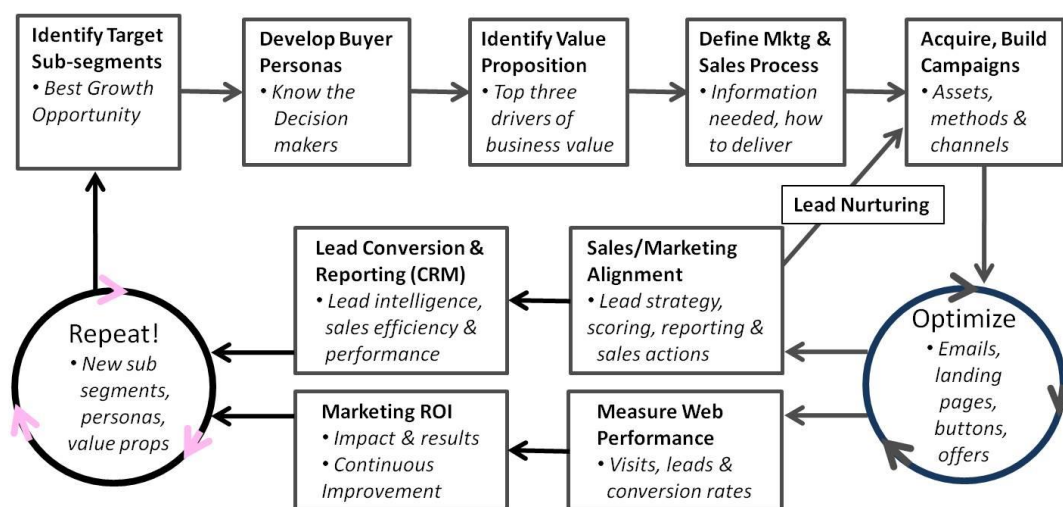 Identify Target
Sub-segments
• Best Growth
Opportunity
Develop Buyer
Personas
• Know the
Decision
makers
Identify Value
Proposition
• Top three
drivers of
business value
Define Mktg &
Sales Process
• Information
needed, how
to deliver
Acquire, Build
Campaigns
• Assets,
methods &
channels
Lead Nurturing
Lead Conversion &
Reporting (CRM)
• Lead intelligence,
sales efficiency &
performance
Sales/Marketing
Alignment
• Lead strategy,
scoring, reporting &
sales actions
Optimize
• Emails,
landing
pages,
buttons,
offers
Repeat!
• New sub
segments,
personas,
value props
Marketing ROI
• Impact & results
• Continuous
Improvement
Measure Web
Performance
• Visits, leads &
conversion rates